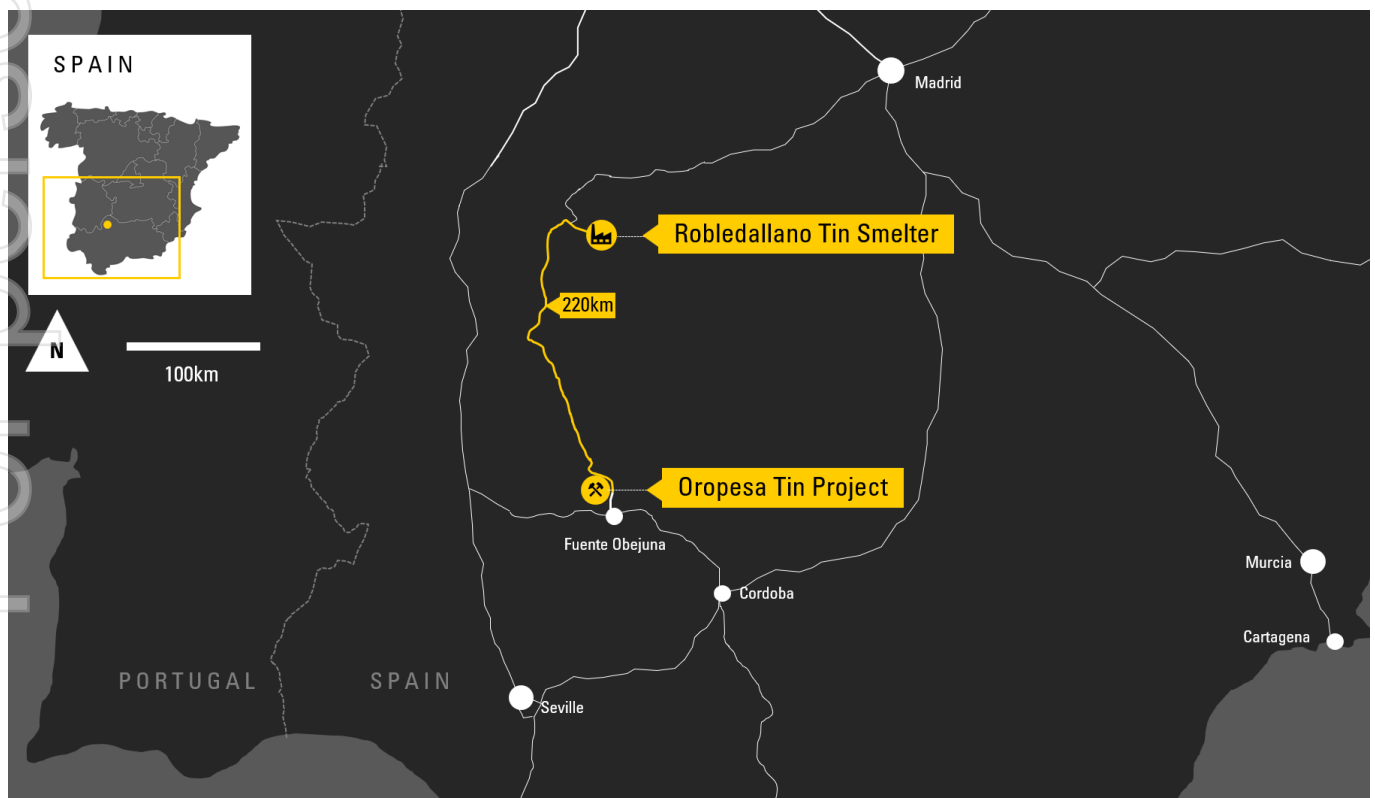 SPAIN
Madrid
Robledallano Tin Smelter
220km
N
100km
Oropesa Tin Project
Fuente Obejuna
Murcia
Cordoba
Cartagena
PORTUGAL
SPAIN
Seville